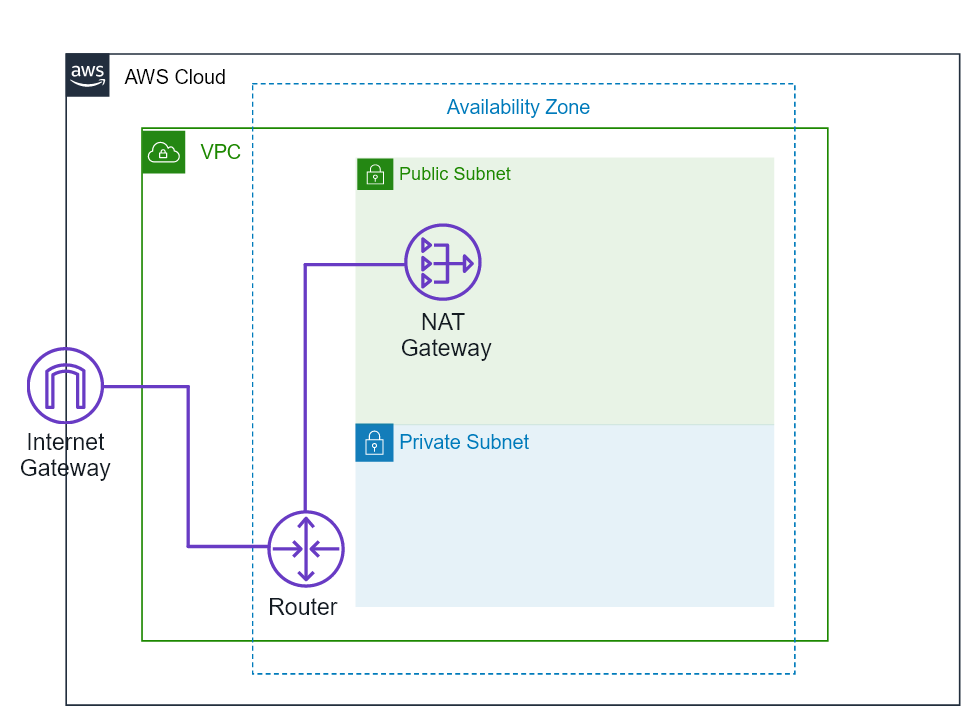 aws
AWS Cloud
Availability Zone
VPC
Public Subnet
NAT
Gateway
Internet
Gateway
Private Subnet
Router